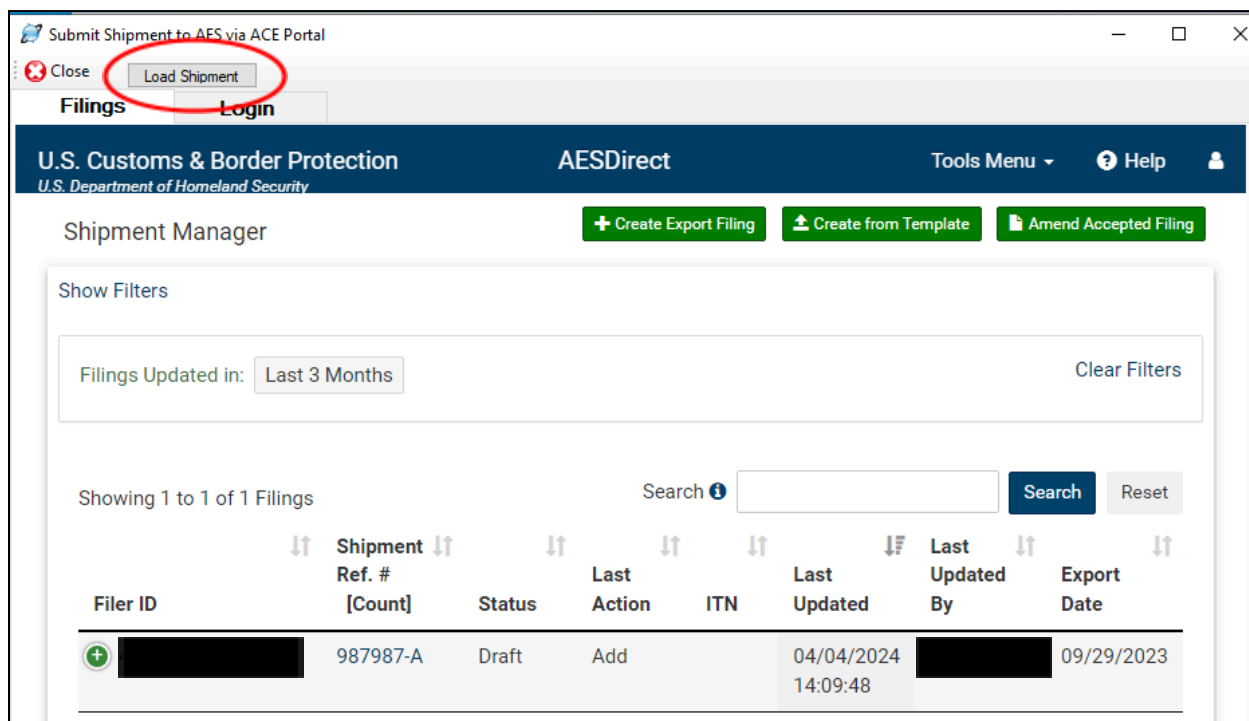 Submit Shipment to AES via ACE Portal
Close Load Shipment
Filings Login
U.S. Customs & Border Protection AESDirect Tools Menu Help
U.S. Department of Homeland Security
Shipment Manager Create Export Filing Create from Template Amend Accepted Filing
Show Filters
Filings Updated in: Last 3 Months Clear Filters
Showing 1 to 1 of 1 Filings Search Search Reset
Shipment Last
Ref. # Last Last Updated Export
Filer ID [Count] Status Action ITN Updated By Date
987987-A Draft Add 04/04/2024 09/29/2023
14:09:48